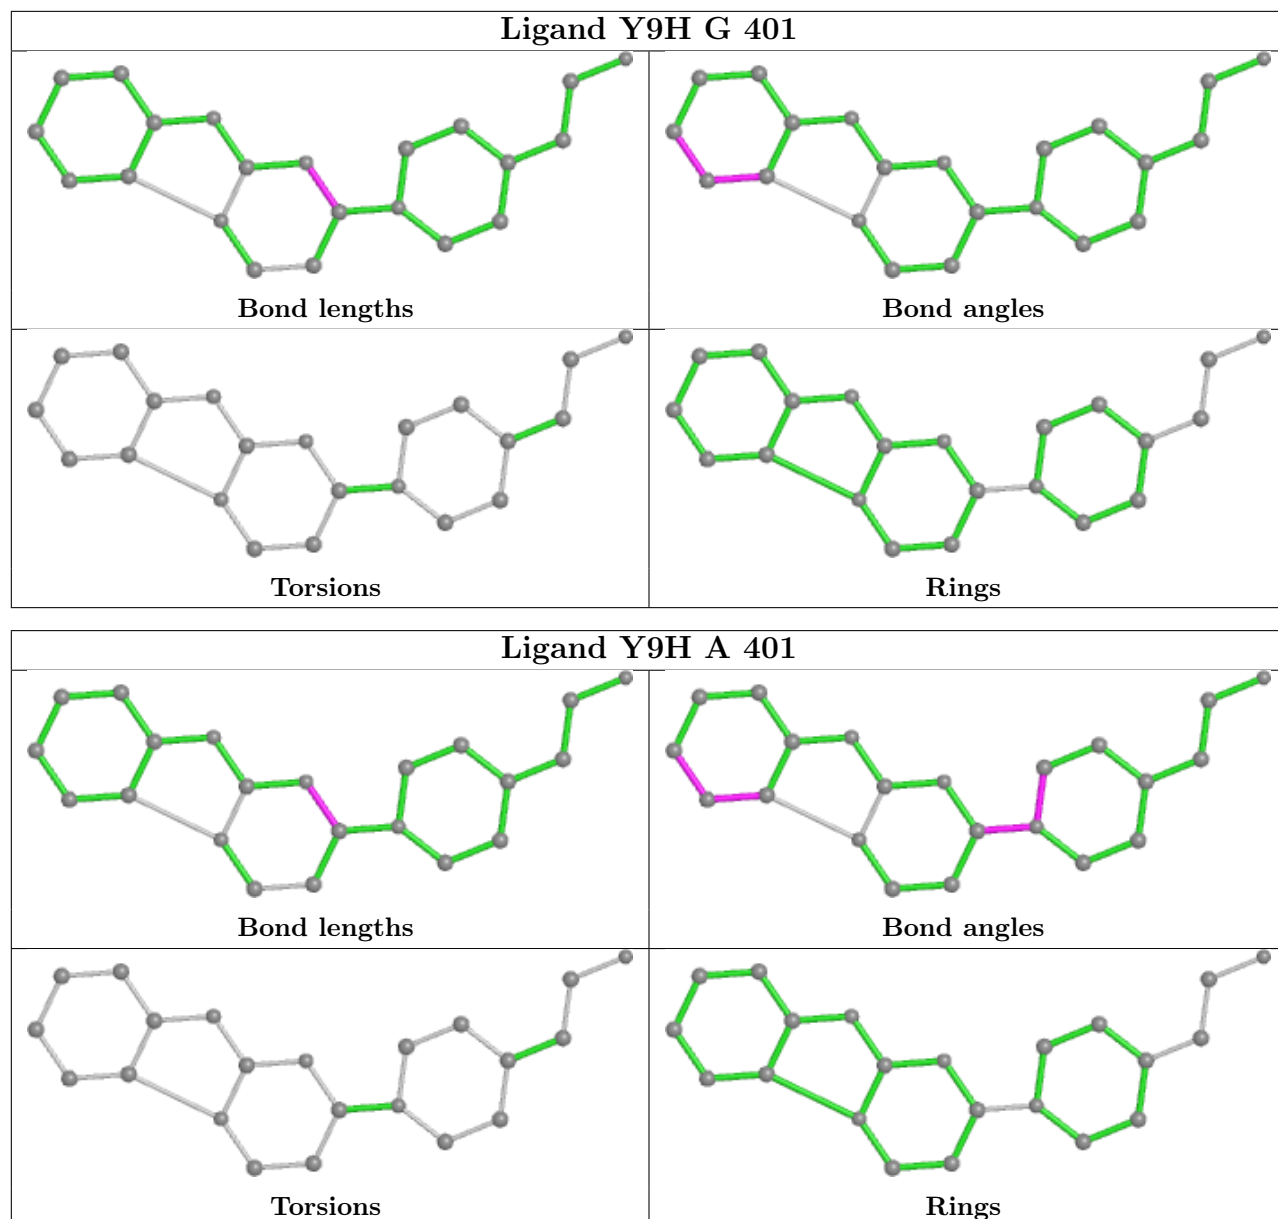 Ligand Y9H G 401
Bond lengths
Bond angles
Torsions
Rings
Ligand Y9H A 401
Bond lengths
Bond angles
Torsions
Rings